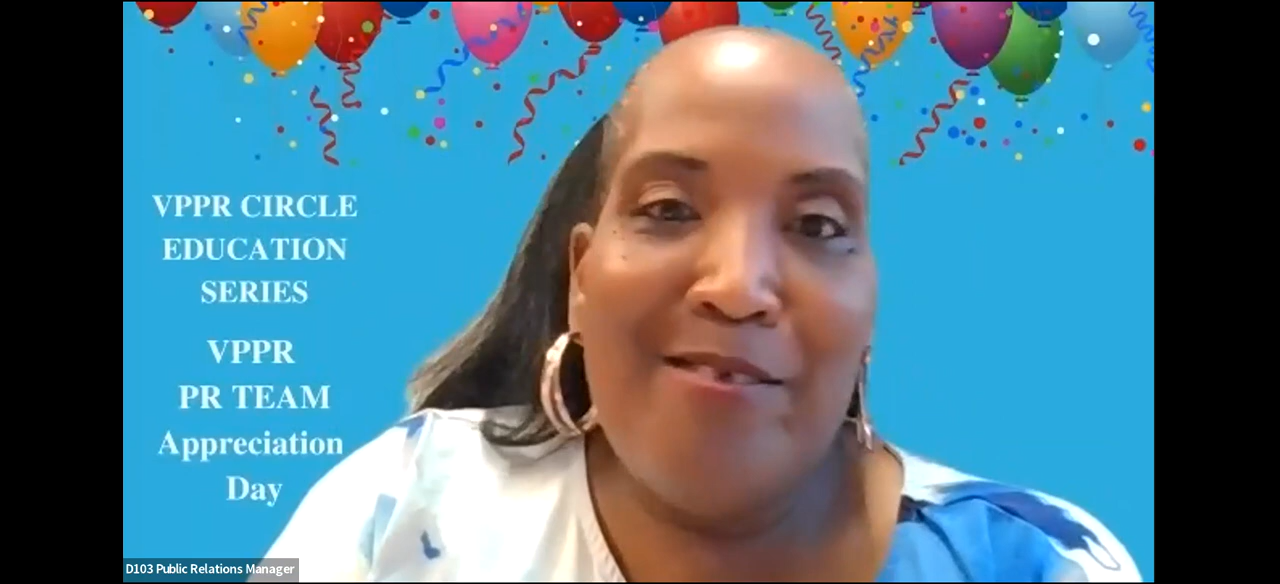 VPPR CIRCLE
EDUCATION
SERIES
VPPR
PR TEAM
Appreciation
Day
D103 Public Relations Manager